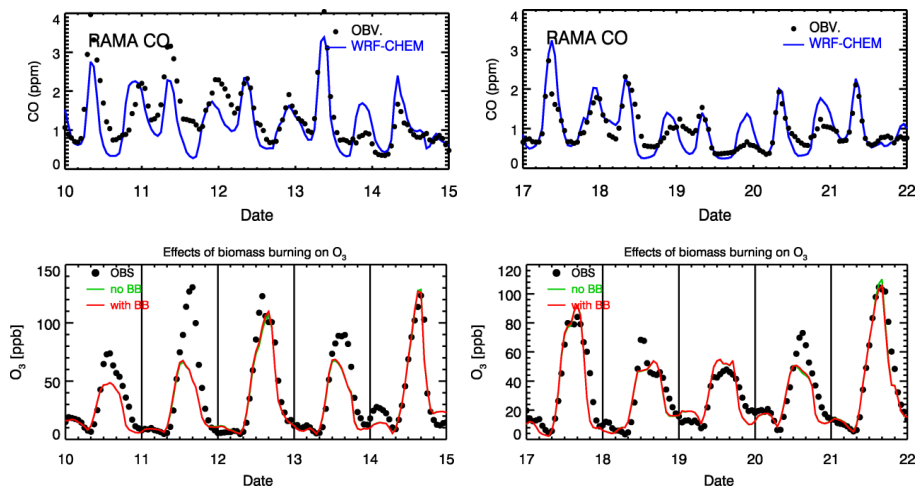 RAMA CO
OBV.
WRF-CHEM
CO (ppm)
4
3
2
1
0
10 11 12 13 14 15
Date
RAMA CO
OBV.
WRF-CHEM
CO (ppm)
4
3
2
1
0
17 18 19 20 21 22
Date
Effects of biomass burning on O3
OBS
no BB
with BB
O3 [ppb]
150
100
50
0
10 11 12 13 14 15
Date
Effects of biomass burning on O3
OBS
no BB
with BB
O3 [ppb]
120
100
80
60
40
20
0
17 18 19 20 21 22
Date